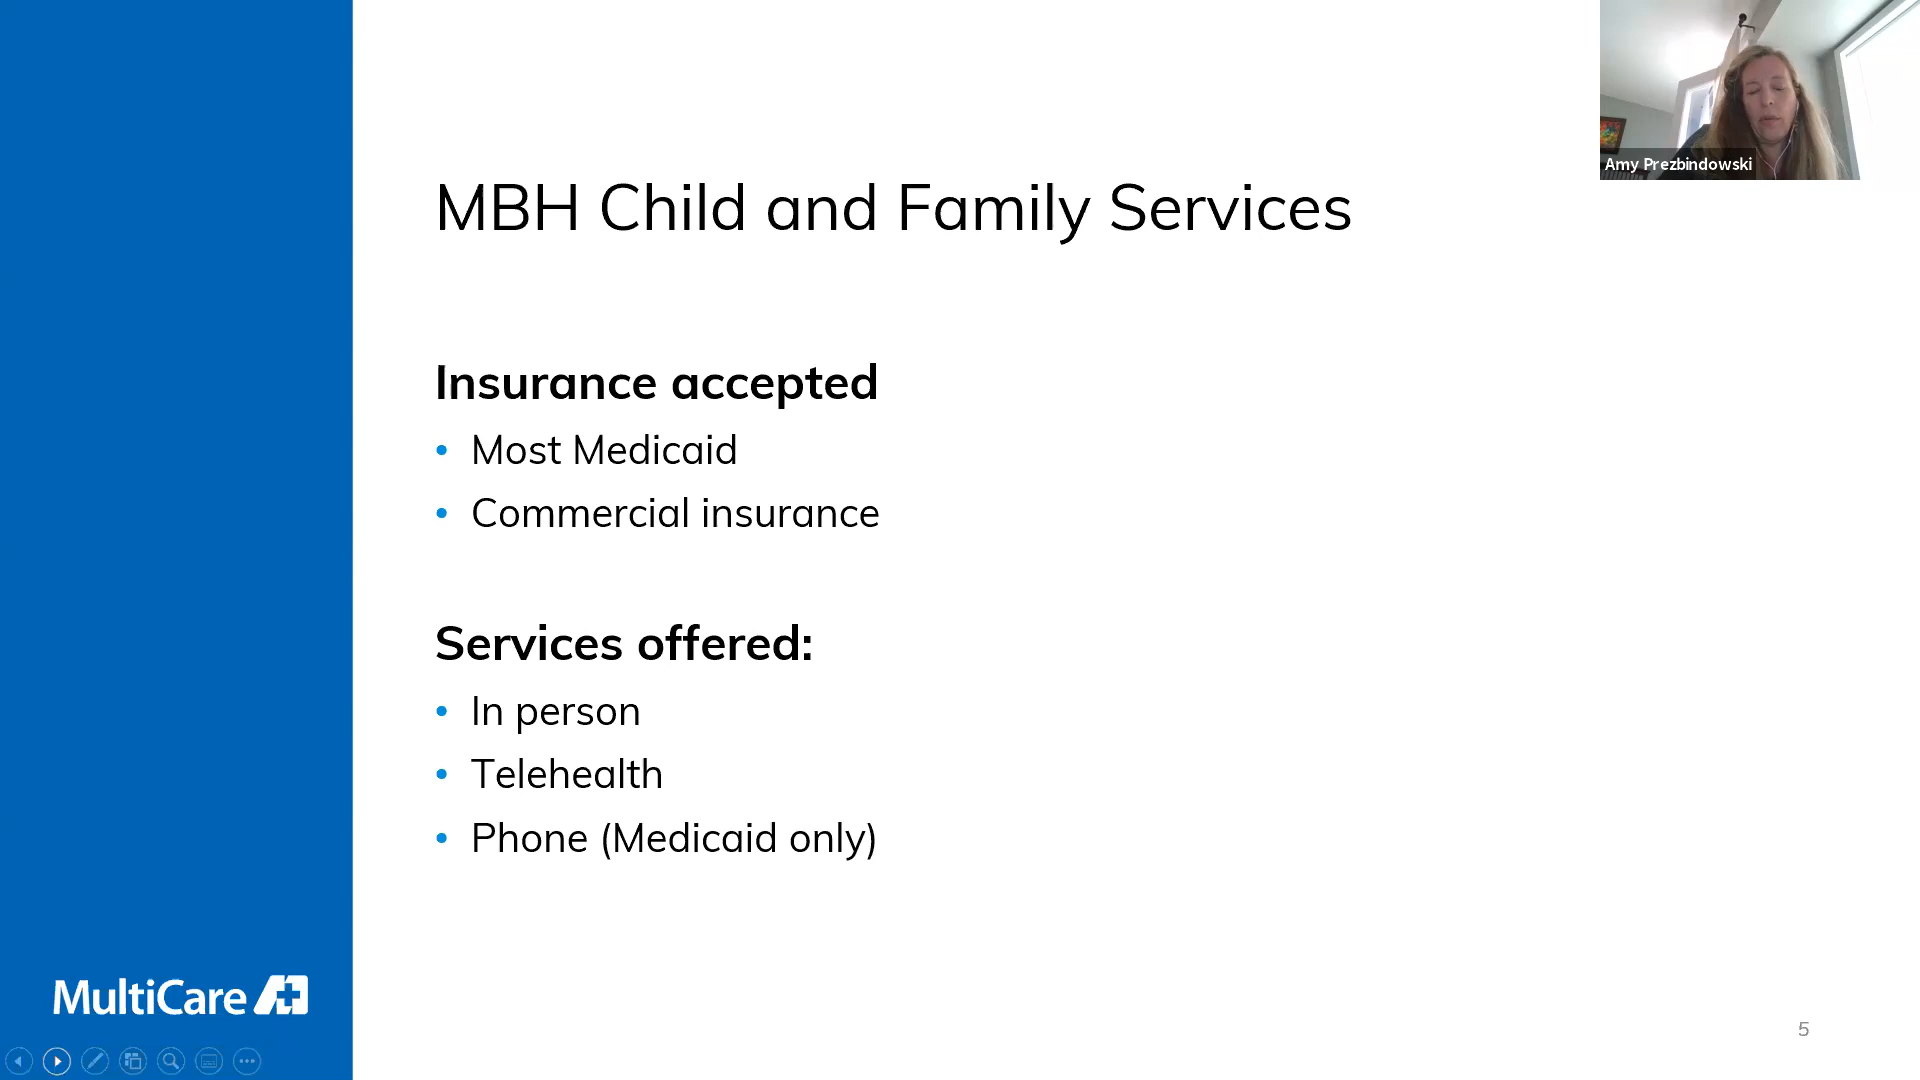 Amy Prezbindowski
MBH Child and Family Services
Insurance accepted
• Most Medicaid
• Commercial insurance
Services offered:
• In person
• Telehealth
• Phone (Medicaid only)
MultiCare
5